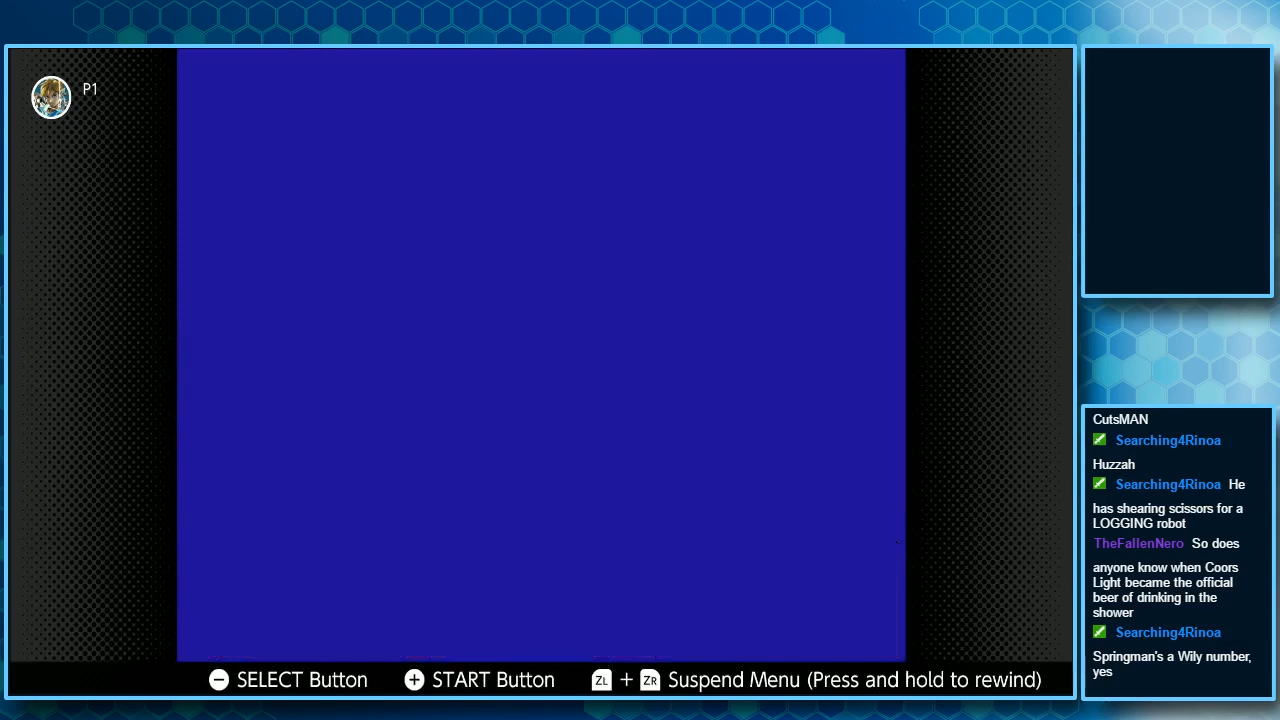 P1
SELECT Button
START Button
ZL + ZR Suspend Menu (Press and hold to rewind)
CutsMAN
Searching4Rinoa
Huzzah
Searching4Rinoa He
has shearing scissors for a
LOGGING robot
TheFallenNero So does
anyone know when Coors
Light became the official
beer of drinking in the
shower
Searching4Rinoa
Springman's a Wily number,
yes